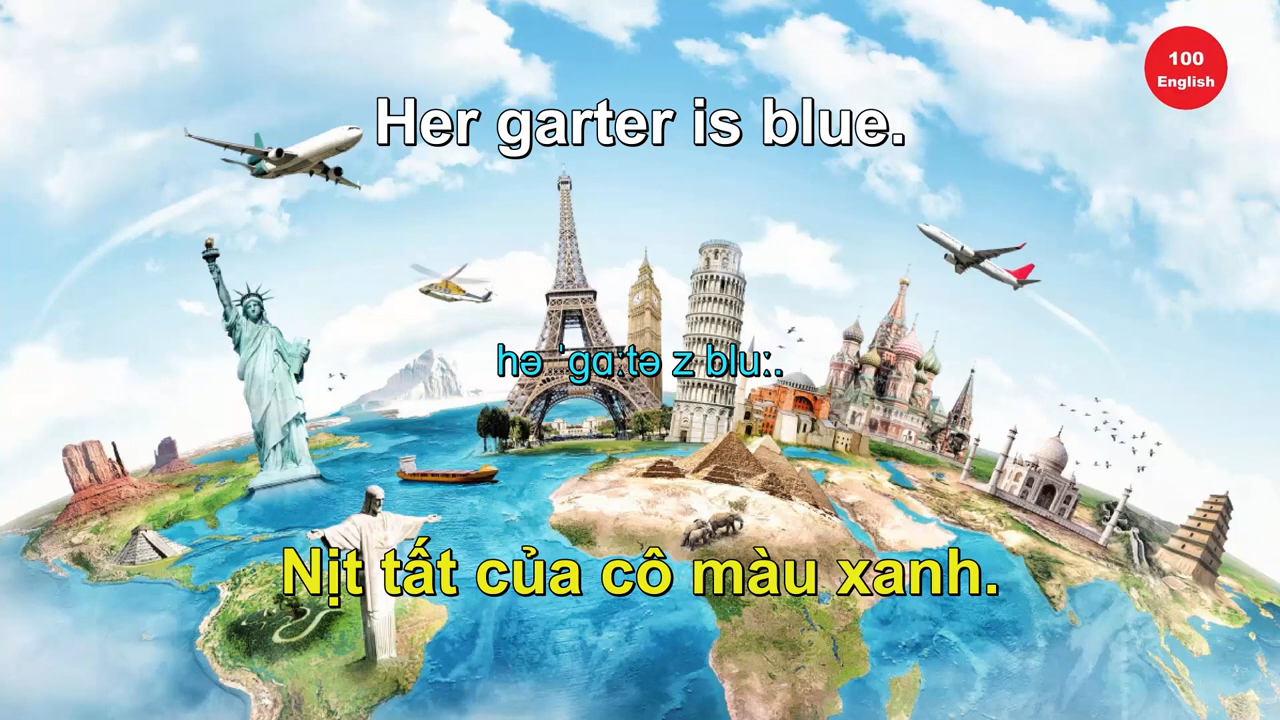 100
English
Her garter is blue.
hə ˈɡɑːtə z bluː.
Nịt tất của cô màu xanh.